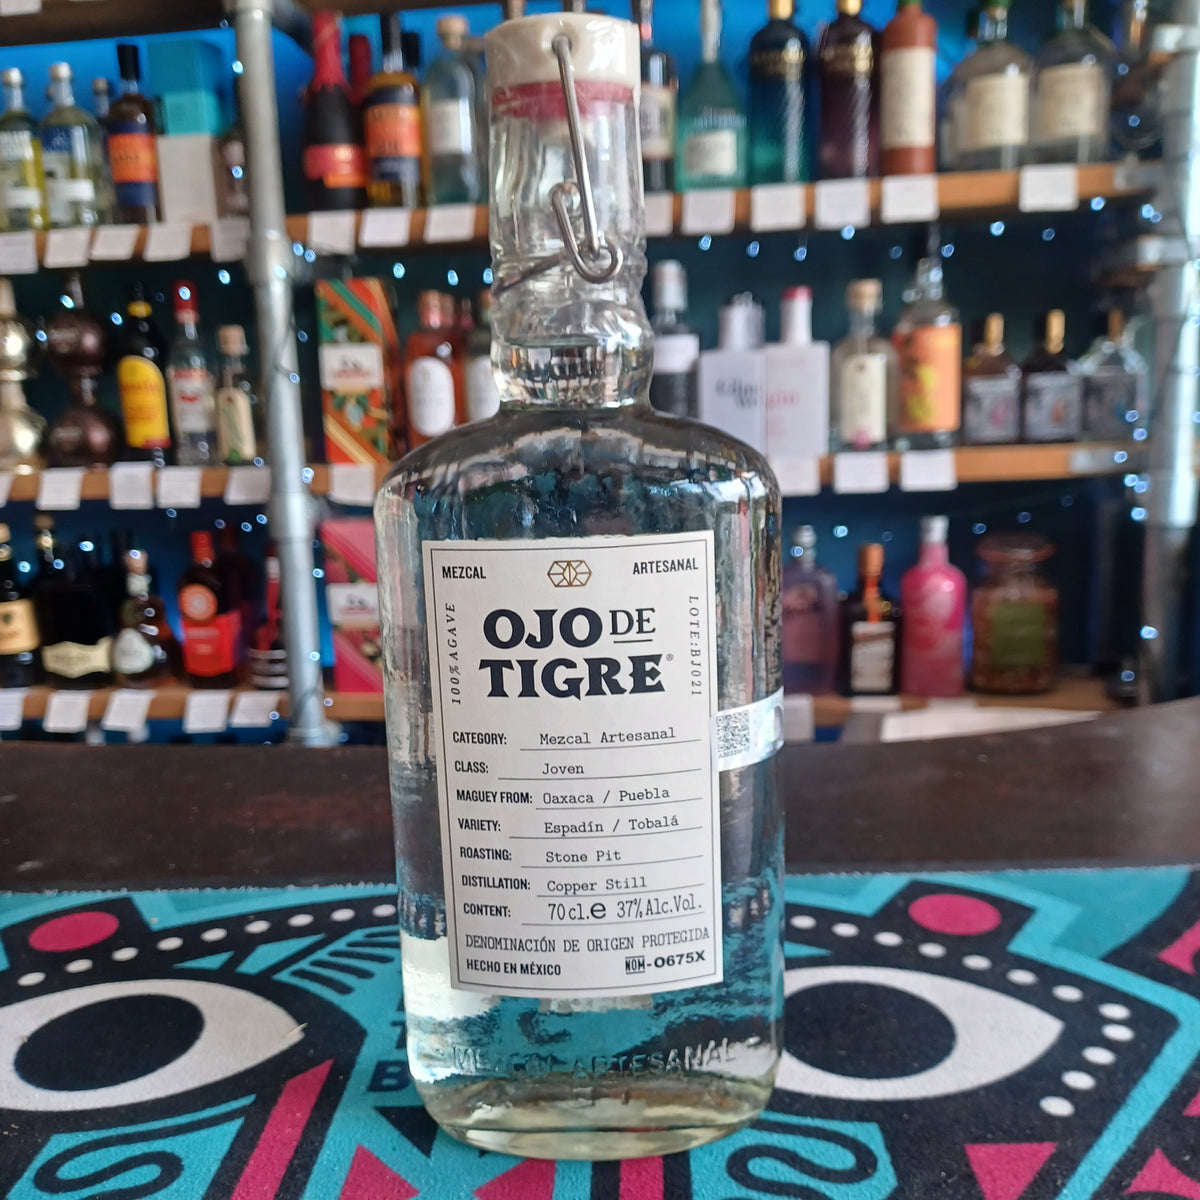 MEZCAL ARTESANAL
100% AGAVE
OJO DE
TIGRE®
LOTE:BJ021
CATEGORY: Mezcal Artesanal
CLASS: Joven
MAGUEY FROM: Oaxaca / Puebla
VARIETY: Espadín / Tobalá
ROASTING: Stone Pit
DISTILLATION: Copper Still
CONTENT: 70 cl.e 37% Alc.Vol.
DENOMINACIÓN DE ORIGEN PROTEGIDA
HECHO EN MÉXICO NOM-O675X
MEZCAL ARTESANAL